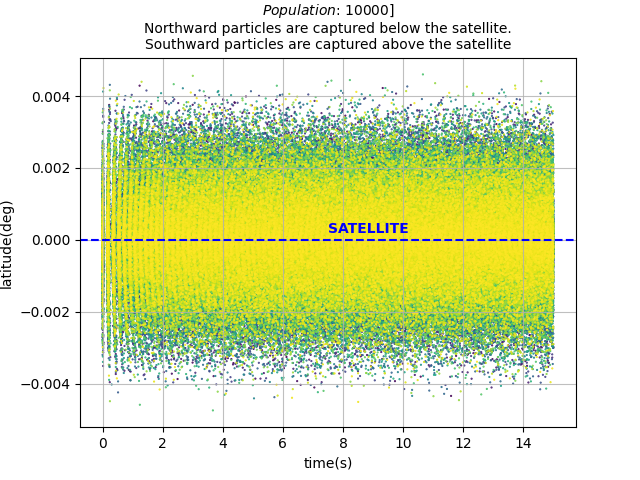 Population: 10000]
Northward particles are captured below the satellite.
Southward particles are captured above the satellite
0.004
0.002
0.000
−0.002
−0.004
latitude(deg)
SATELLITE
0 2 4 6 8 10 12 14
time(s)